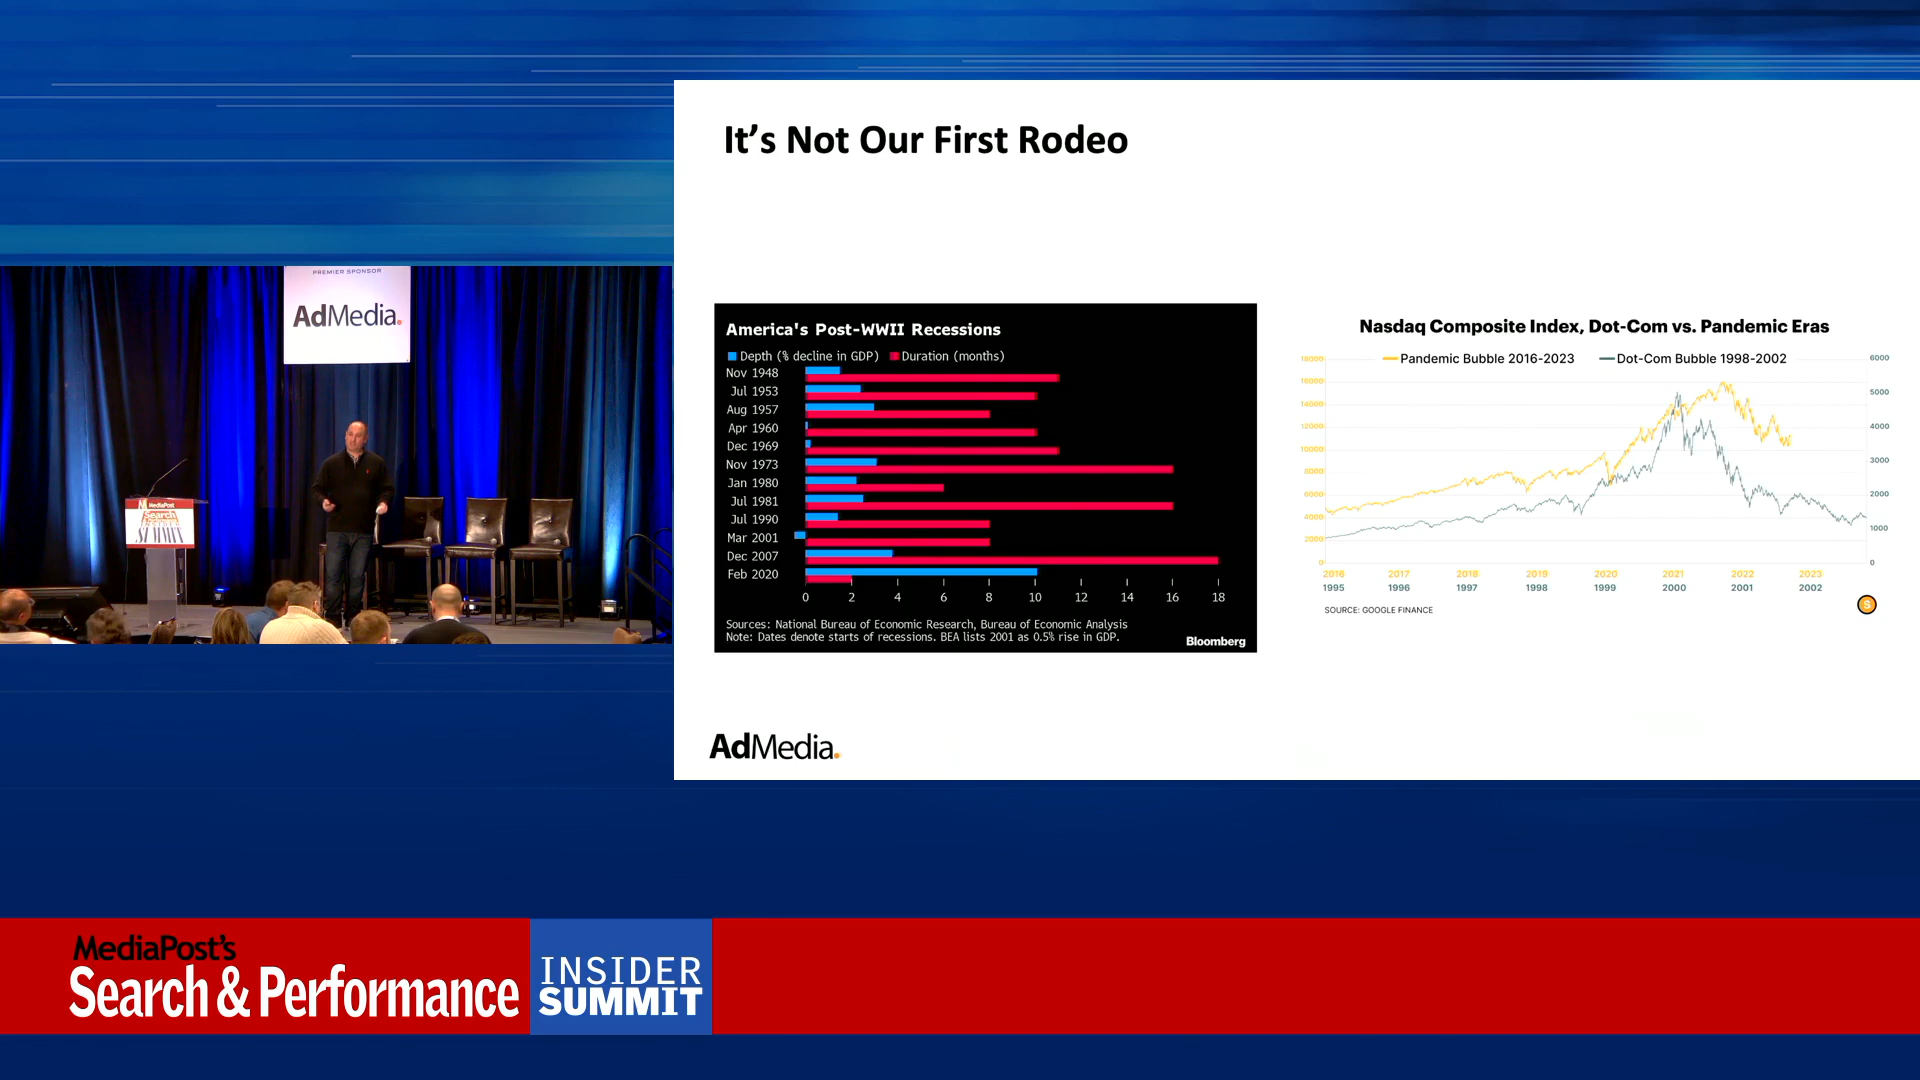 It's Not Our First Rodeo
PREMIER SPONSOR
AdMedia.
MediaPost
Search
SUMMIT
America's Post-WWII Recessions
Depth (% decline in GDP) Duration (months)
Nov 1948
Jul 1953
Aug 1957
Apr 1960
Dec 1969
Nov 1973
Jan 1980
Jul 1981
Jul 1990
Mar 2001
Dec 2007
Feb 2020
0 2 4 6 8 10 12 14 16 18
Sources: National Bureau of Economic Research, Bureau of Economic Analysis
Note: Dates denote starts of recessions. BEA lists 2001 as 0.5% rise in GDP.
Bloomberg
Nasdaq Composite Index, Dot-Com vs. Pandemic Eras
Pandemic Bubble 2016-2023 Dot-Com Bubble 1998-2002
18000
16000
14000
12000
10000
8000
6000
4000
2000
0
6000
5000
4000
3000
2000
1000
0
2016 2017 2018 2019 2020 2021 2022 2023
1995 1996 1997 1998 1999 2000 2001 2002
SOURCE: GOOGLE FINANCE
S
AdMedia.
MediaPost's
Search & Performance
INSIDER
SUMMIT